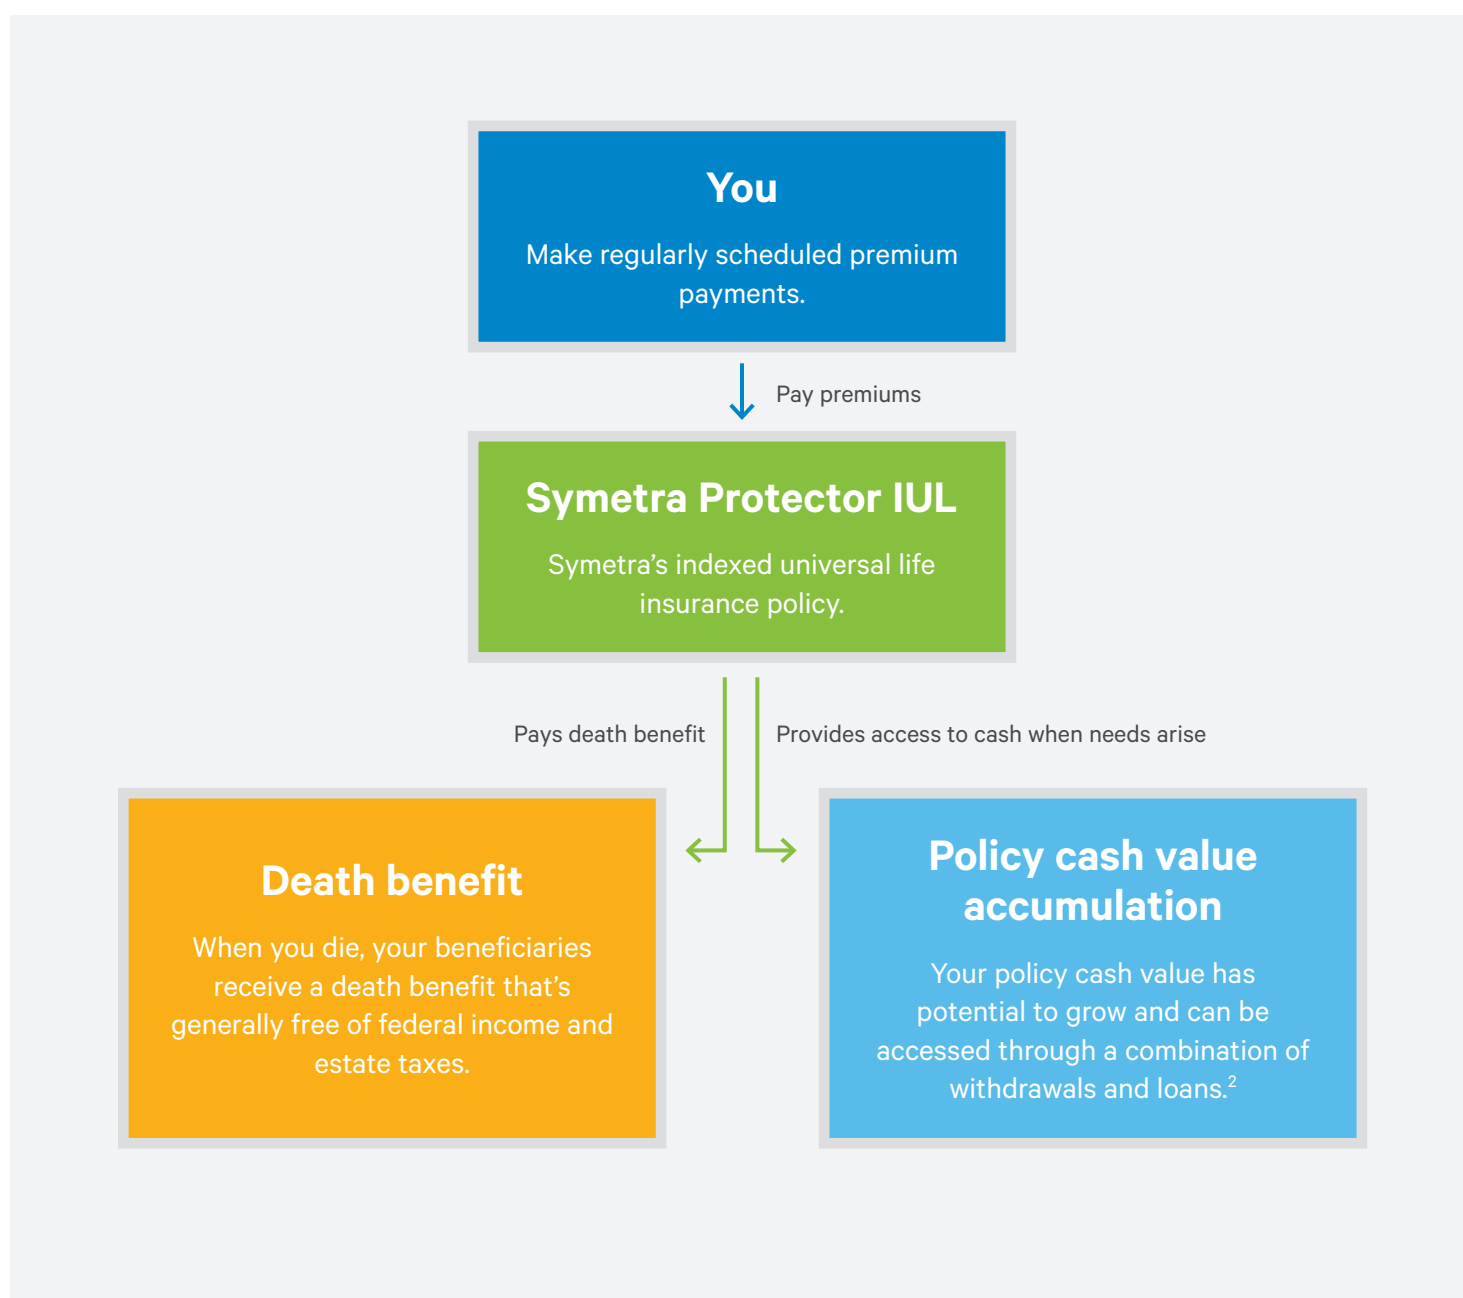 You
Make regularly scheduled premium
payments.
Pay premiums
Symetra Protector IUL
Symetra’s indexed universal life
insurance policy.
Pays death benefit
Provides access to cash when needs arise
Death benefit
When you die, your beneficiaries
receive a death benefit that’s
generally free of federal income and
estate taxes.
Policy cash value
accumulation
Your policy cash value has
potential to grow and can be
accessed through a combination of
withdrawals and loans.²